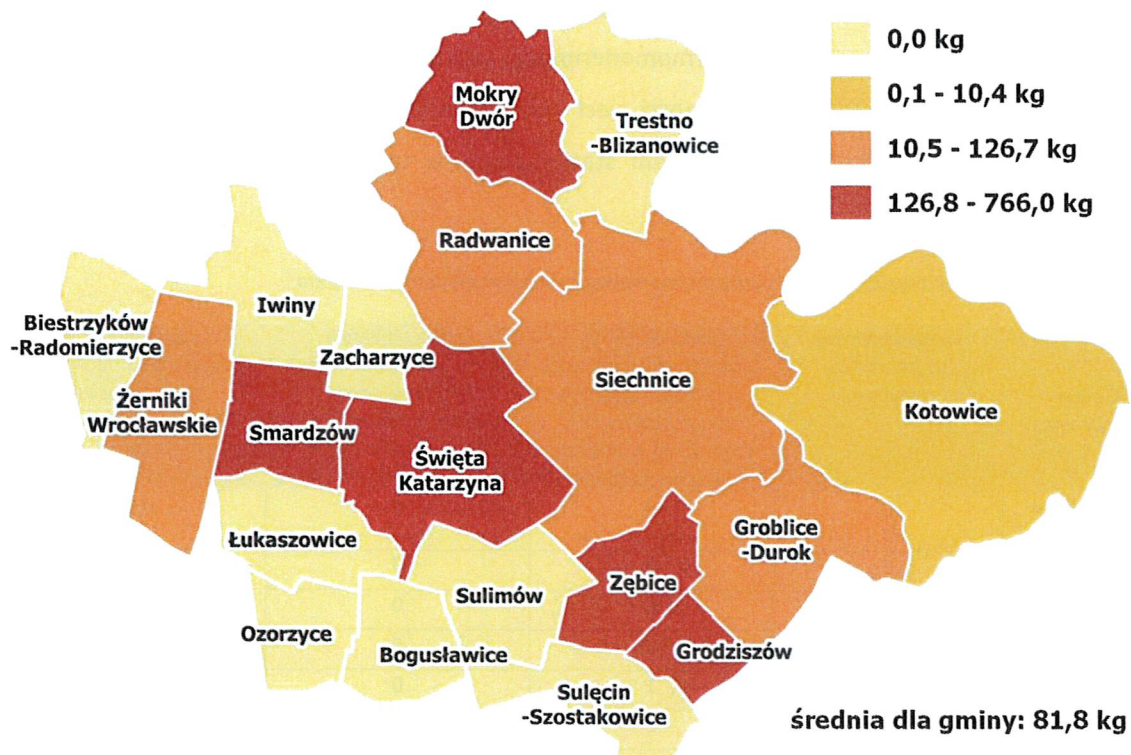 0,0 kg
0,1 - 10,4 kg
10,5 - 126,7 kg
126,8 - 766,0 kg
Mokry
Dwór
Trestno
-Blizanowice
Radwanice
Iwiny
Biestrzyków
-Radomierzyce
Zacharzyce
Siechnice
Żerniki
Wrocławskie
Kotowice
Smardzów
Święta
Katarzyna
Łukaszowice
Groblice
-Durok
Zębice
Sulimów
Ozorzyce
Bogusławice
Grodziszów
Sulęcin
-Szostakowice
średnia dla gminy: 81,8 kg